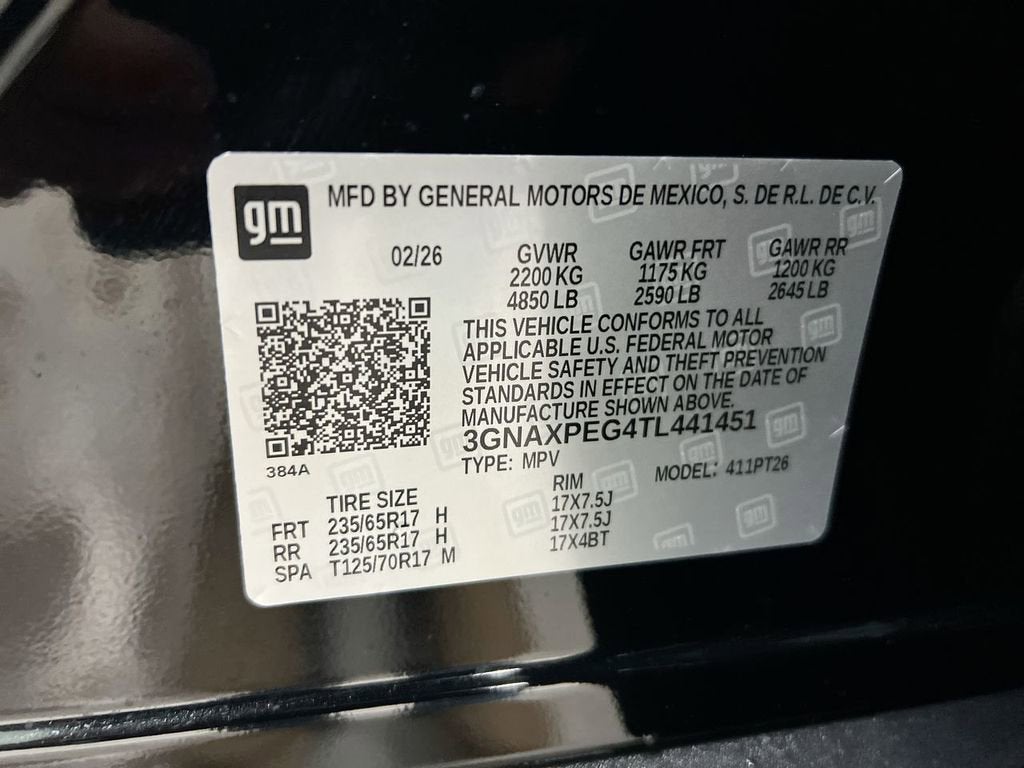 gm MFD BY GENERAL MOTORS DE MEXICO, S. DE R.L. DE C.V.
02/26 GVWR GAWR FRT GAWR RR
2200 KG 1175 KG 1200 KG
4850 LB 2590 LB 2645 LB
THIS VEHICLE CONFORMS TO ALL
APPLICABLE U.S. FEDERAL MOTOR
VEHICLE SAFETY AND THEFT PREVENTION
STANDARDS IN EFFECT ON THE DATE OF
MANUFACTURE SHOWN ABOVE.
3GNAXPEG4TL441451
384A TYPE: MPV MODEL: 411PT26
TIRE SIZE RIM
FRT 235/65R17 H 17X7.5J
RR 235/65R17 H 17X7.5J
SPA T125/70R17 M 17X4BT